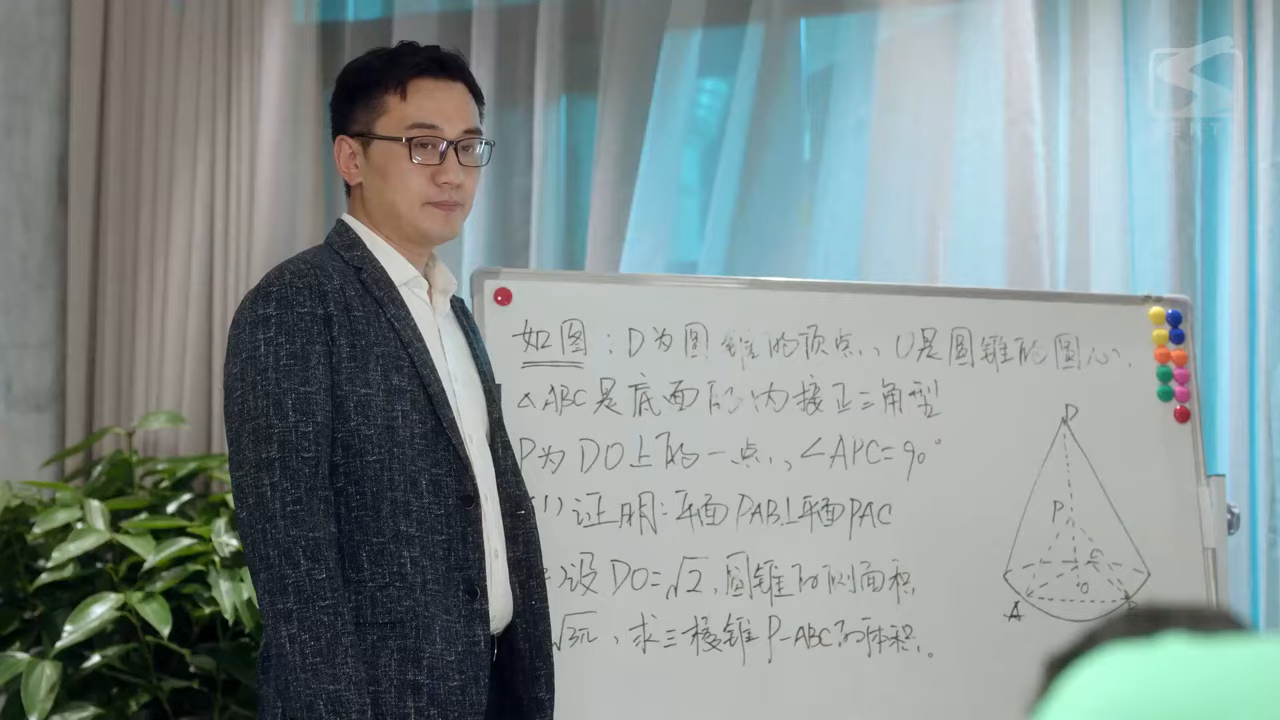 如图:D为圆锥的顶点,O是圆锥的圆心,
△ABC是底面的内接正三角型
P为DO上的一点,∠APC=90°
(1)证明:平面PAB⊥平面PAC
)设DO=√2,圆锥的侧面积
√3π,求三棱锥P-ABC的体积。
D
P
C
O
A